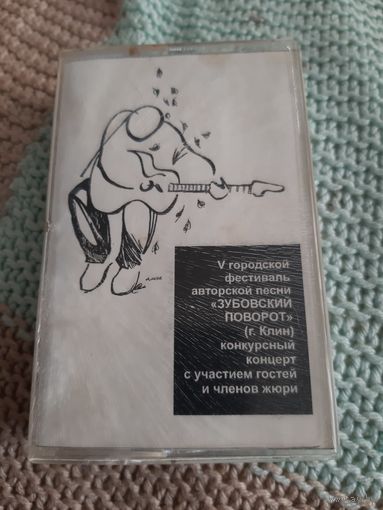 V городской
фестиваль
авторской песни
«ЗУБОВСКИЙ
ПОВОРОТ»
(г. Клин)
конкурсный
концерт
с участием гостей
и членов жюри